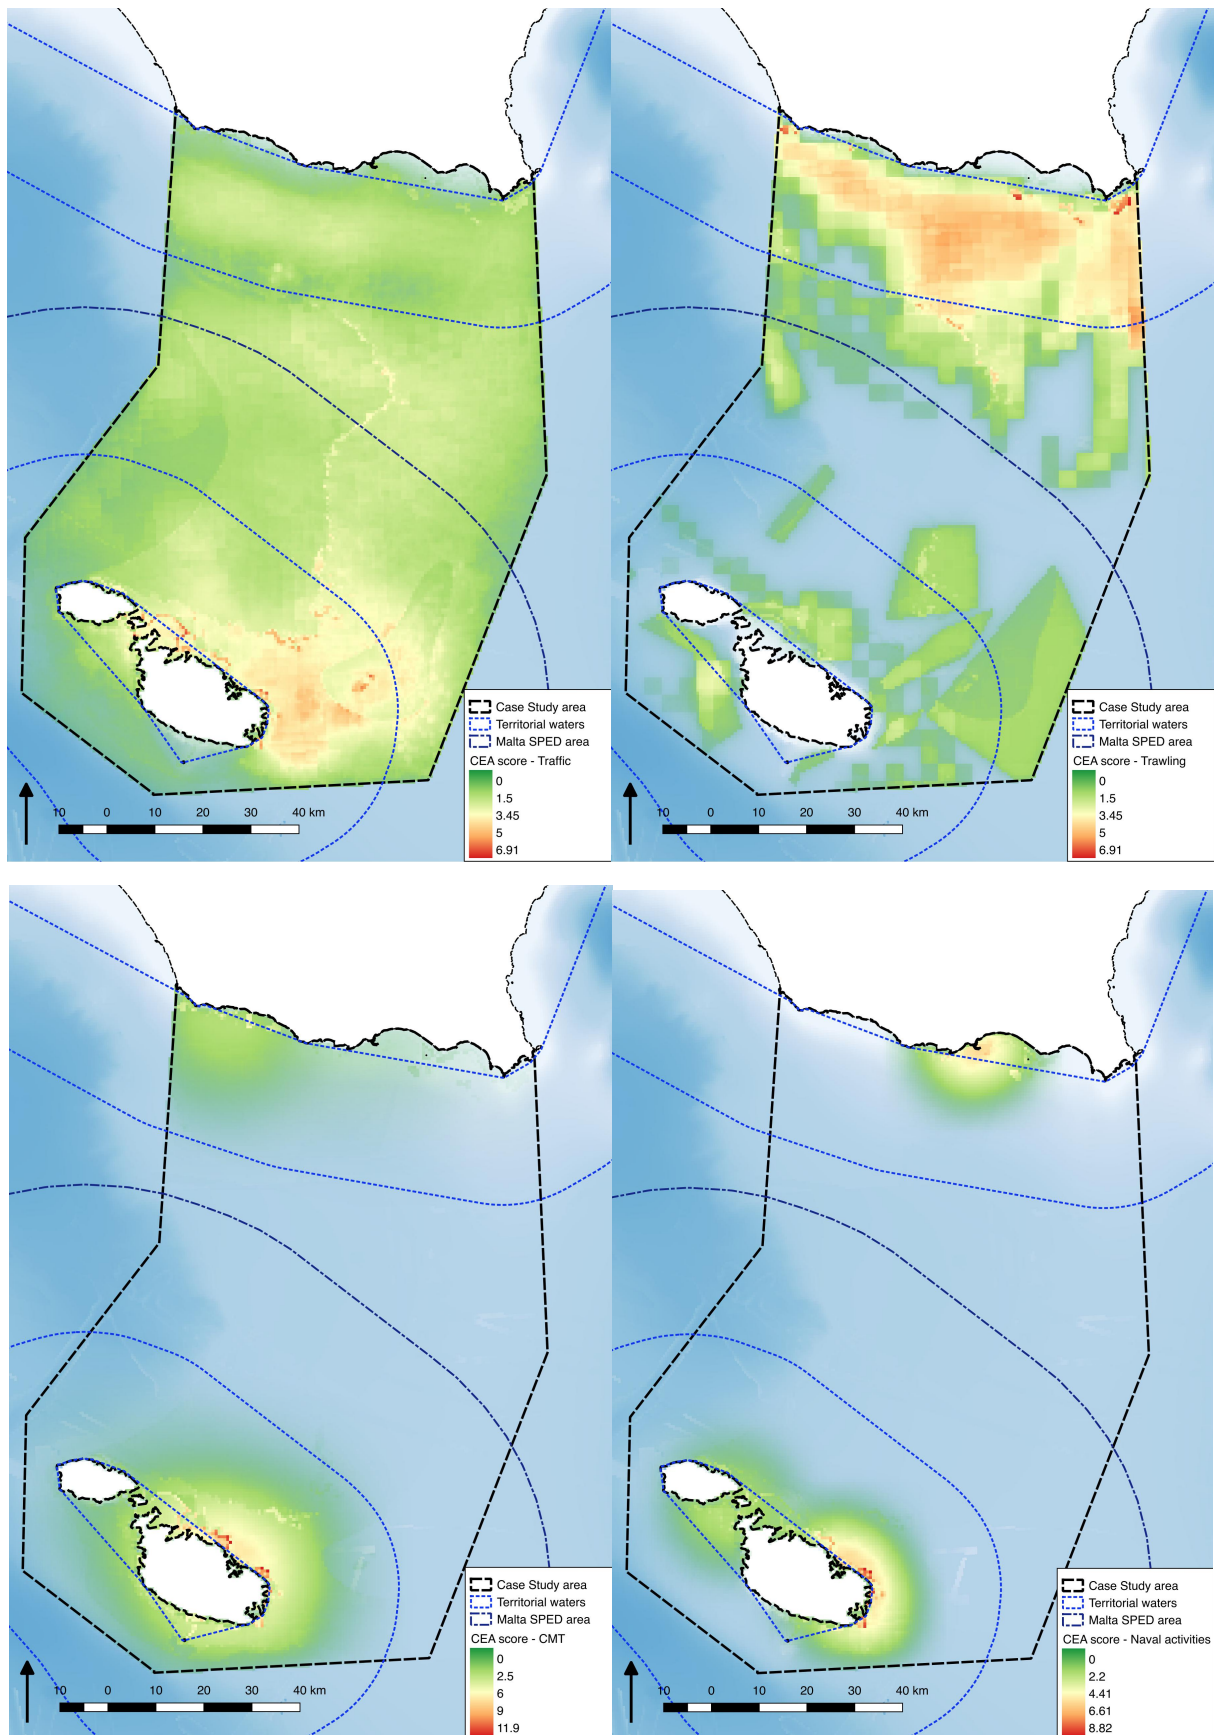 Case Study area
Territorial waters
Malta SPED area
CEA score - Traffic
0
1.5
3.45
5
6.91
10 0 10 20 30 40 km
Case Study area
Territorial waters
Malta SPED area
CEA score - Trawling
0
1.5
3.45
5
6.91
10 0 10 20 30 40 km
Case Study area
Territorial waters
Malta SPED area
CEA score - CMT
0
2.5
6
9
11.9
10 0 10 20 30 40 km
Case Study area
Territorial waters
Malta SPED area
CEA score - Naval activities
0
2.2
4.41
6.61
8.82
10 0 10 20 30 40 km